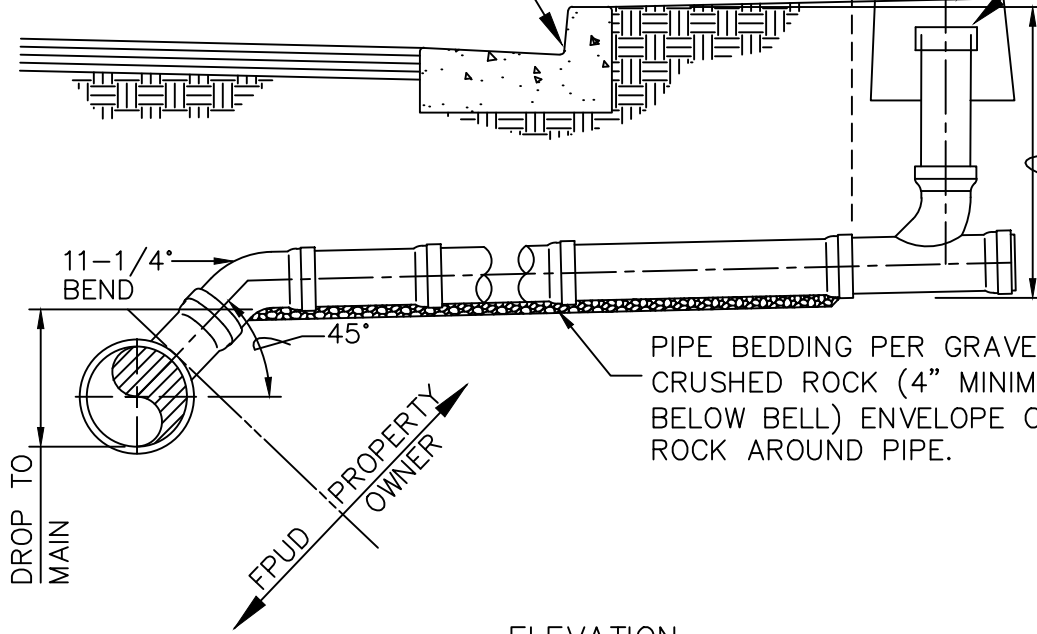 11-1/4°
BEND
45°
PIPE BEDDING PER GRAVE
CRUSHED ROCK (4” MINIM
BELOW BELL) ENVELOPE
ROCK AROUND PIPE.
PROPERTY
OWNER
FPUD
DROP TO
MAIN
ELEVATION